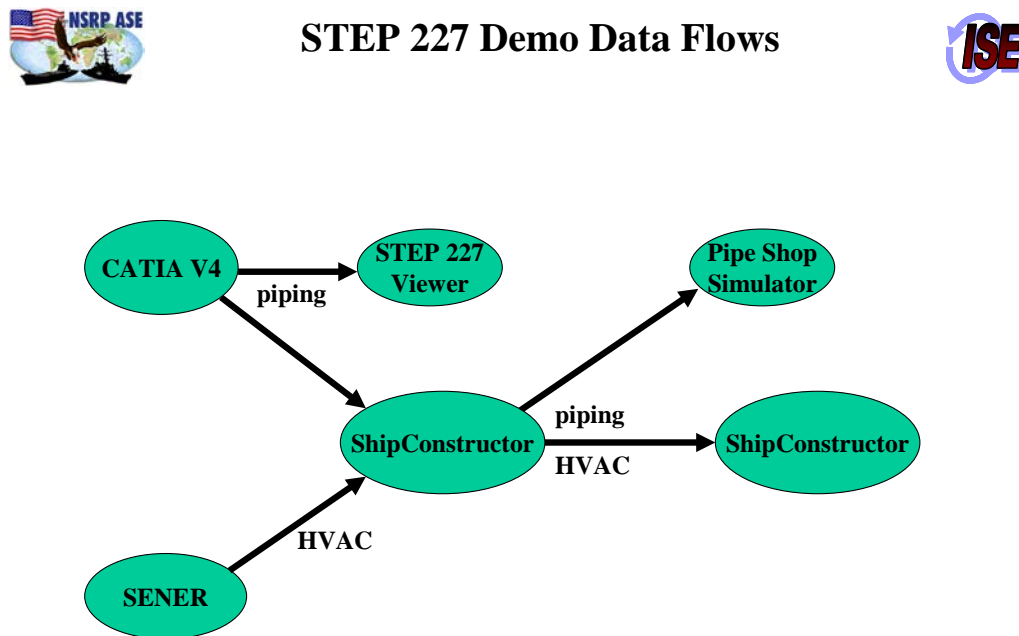 NSRP ASE
STEP 227 Demo Data Flows
ISE
CATIA V4
STEP 227
Viewer
Pipe Shop
Simulator
piping
ShipConstructor
piping
HVAC
ShipConstructor
HVAC
SENER